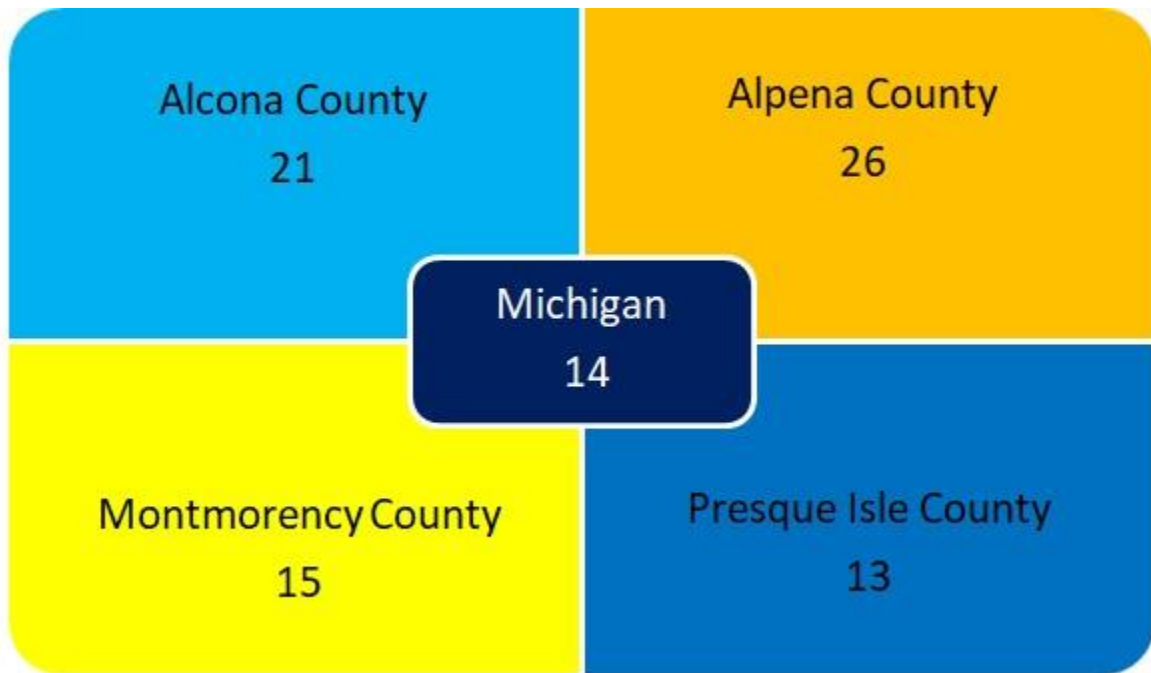 Alcona County
21
Alpena County
26
Michigan
14
Montmorency County
15
Presque Isle County
13